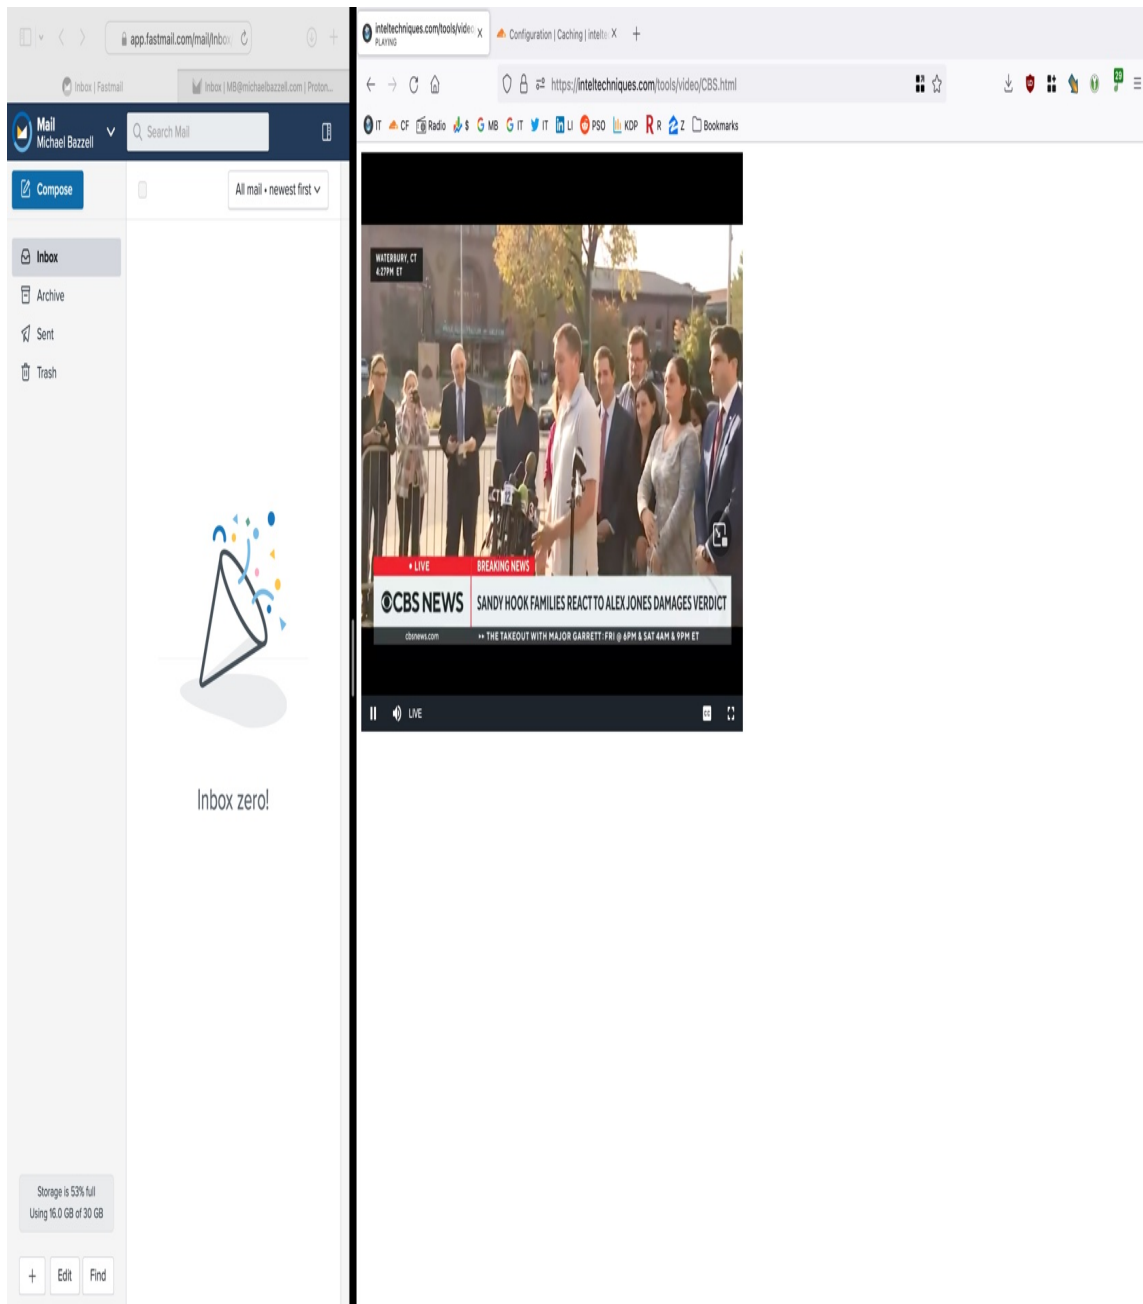 app.fastmail.com/mail/Inbox
Inbox | Fastmail
Inbox | MB@michaelbazzell.com | Proton...
Mail
Michael Bazzell
Search Mail
Compose
All mail • newest first
Inbox
Archive
Sent
Trash
Inbox zero!
Storage is 53% full
Using 16.0 GB of 30 GB
+ Edit Find
inteltechniques.com/tools/video
PLAYING
Configuration | Caching | intelte
https://inteltechniques.com/tools/video/CBS.html
29
IT CF Radio $ G MB G IT IT in LI PSO KDP R R Z Z Bookmarks
WATERBURY, CT
4:27PM ET
12
• LIVE BREAKING NEWS
CBS NEWS SANDY HOOK FAMILIES REACT TO ALEX JONES DAMAGES VERDICT
cbsnews.com ▸▸ THE TAKEOUT WITH MAJOR GARRETT: FRI @ 6PM & SAT 4AM & 9PM ET
LIVE CC